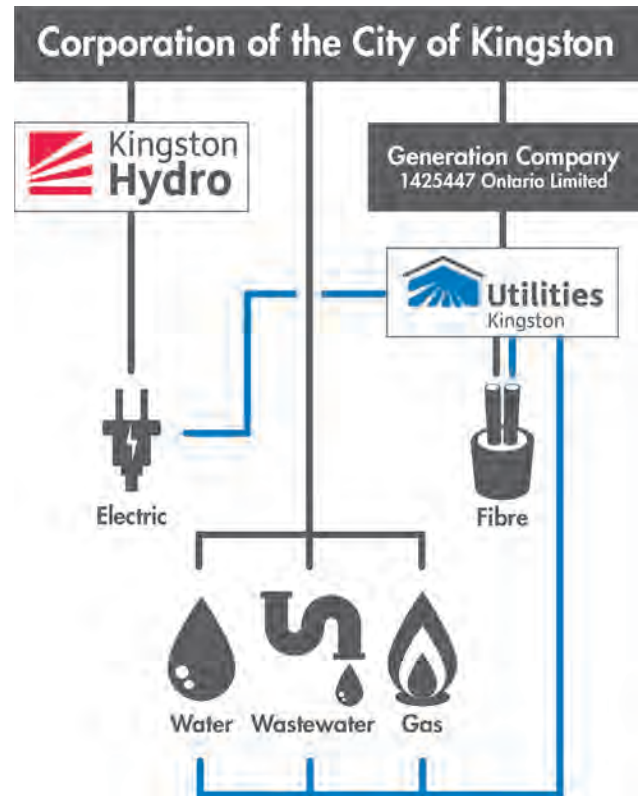 Corporation of the City of Kingston
Kingston
Hydro
Generation Company
1425447 Ontario Limited
Utilities
Kingston
Electric
Fibre
Water
Wastewater
Gas